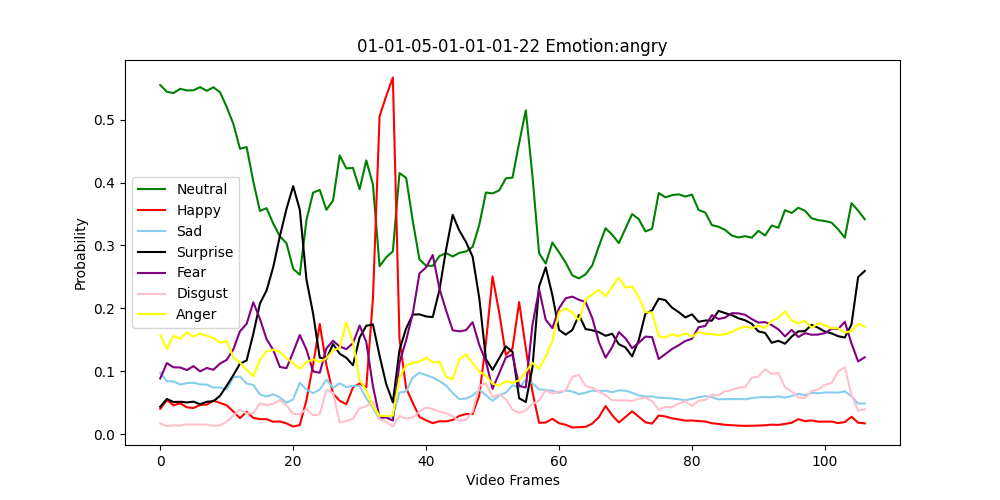 01-01-05-01-01-01-22 Emotion:angry
Probability
0.5
0.4
0.3
0.2
0.1
0.0
Neutral
Happy
Sad
Surprise
Fear
Disgust
Anger
0 20 40 60 80 100
Video Frames